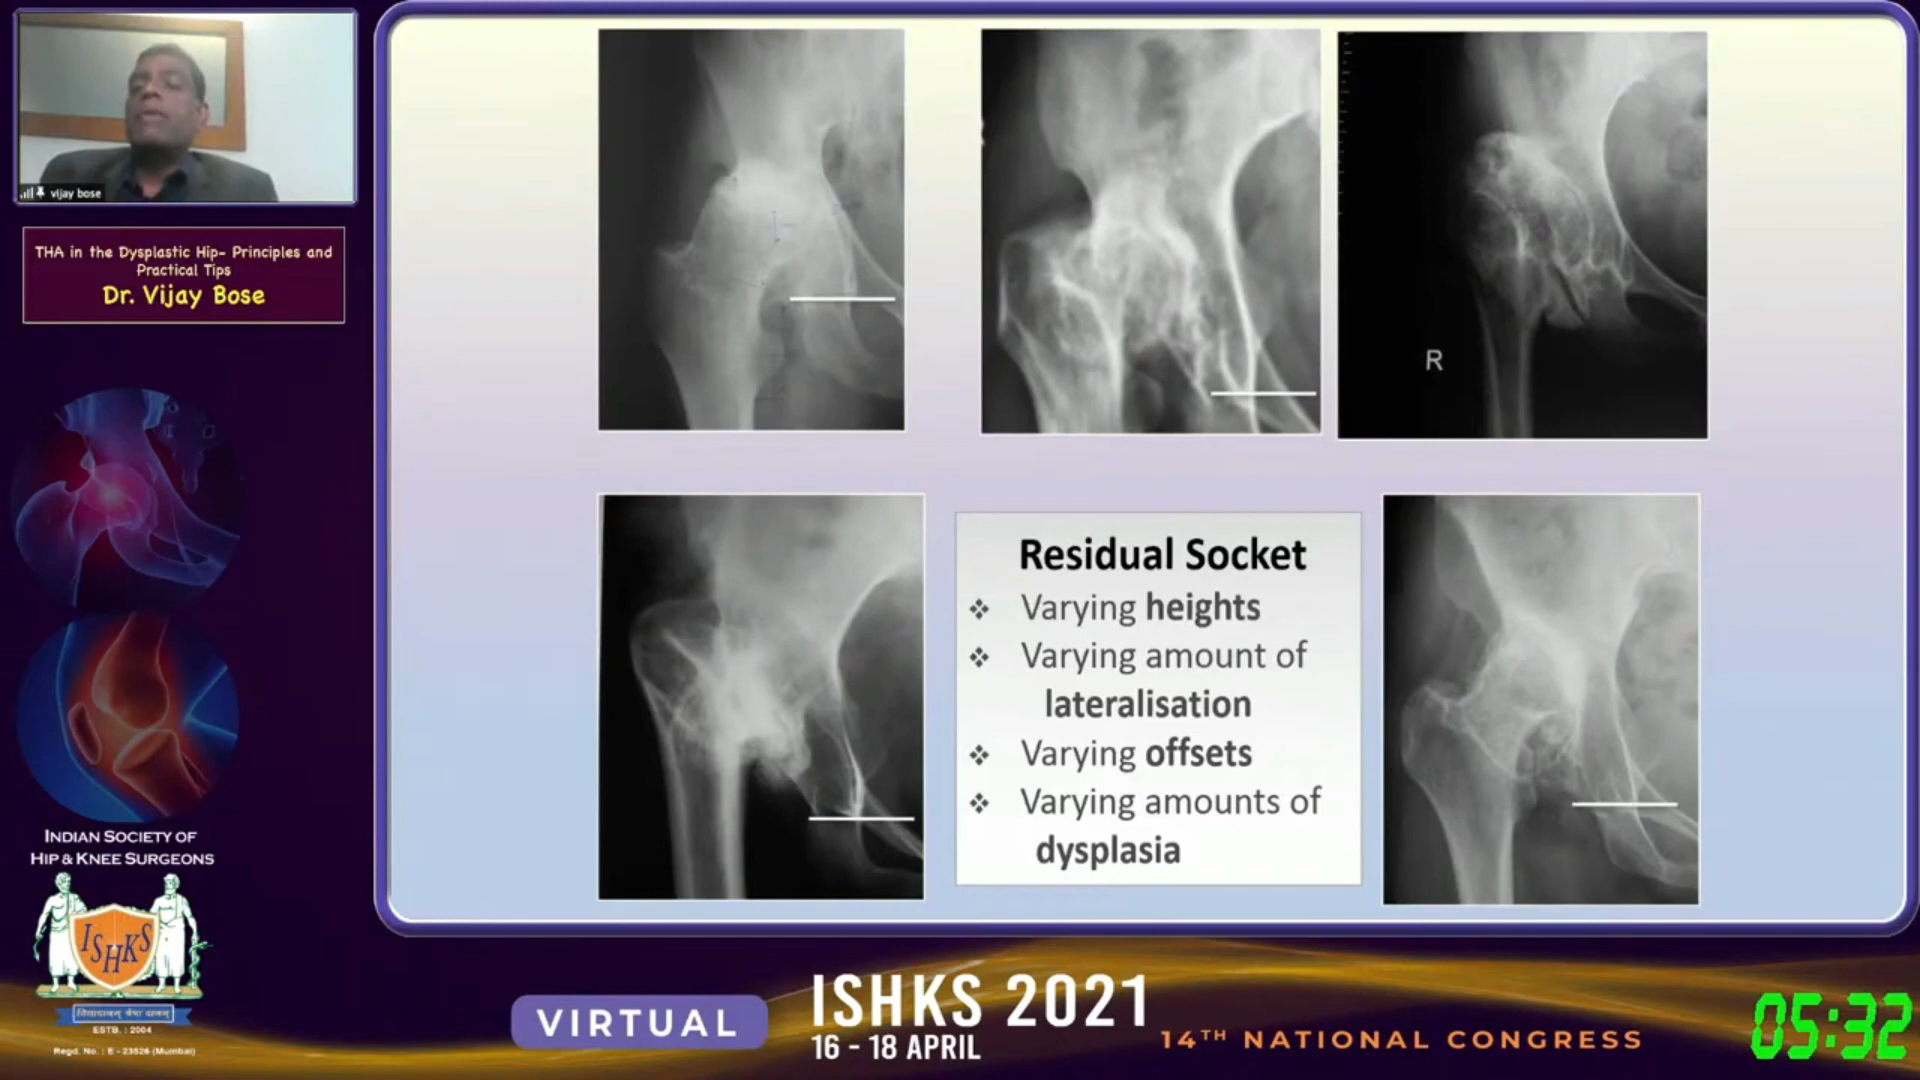 vijay bose
THA in the Dysplastic Hip- Principles and
Practical Tips
Dr. Vijay Bose
R
Residual Socket
❖ Varying heights
❖ Varying amount of
lateralisation
❖ Varying offsets
❖ Varying amounts of
dysplasia
INDIAN SOCIETY OF
HIP & KNEE SURGEONS
ISHKS
ESTB. : 2004
Regd. No. : E - 23526 (Mumbai)
VIRTUAL
ISHKS 2021
16 - 18 APRIL
14TH NATIONAL CONGRESS
05:32